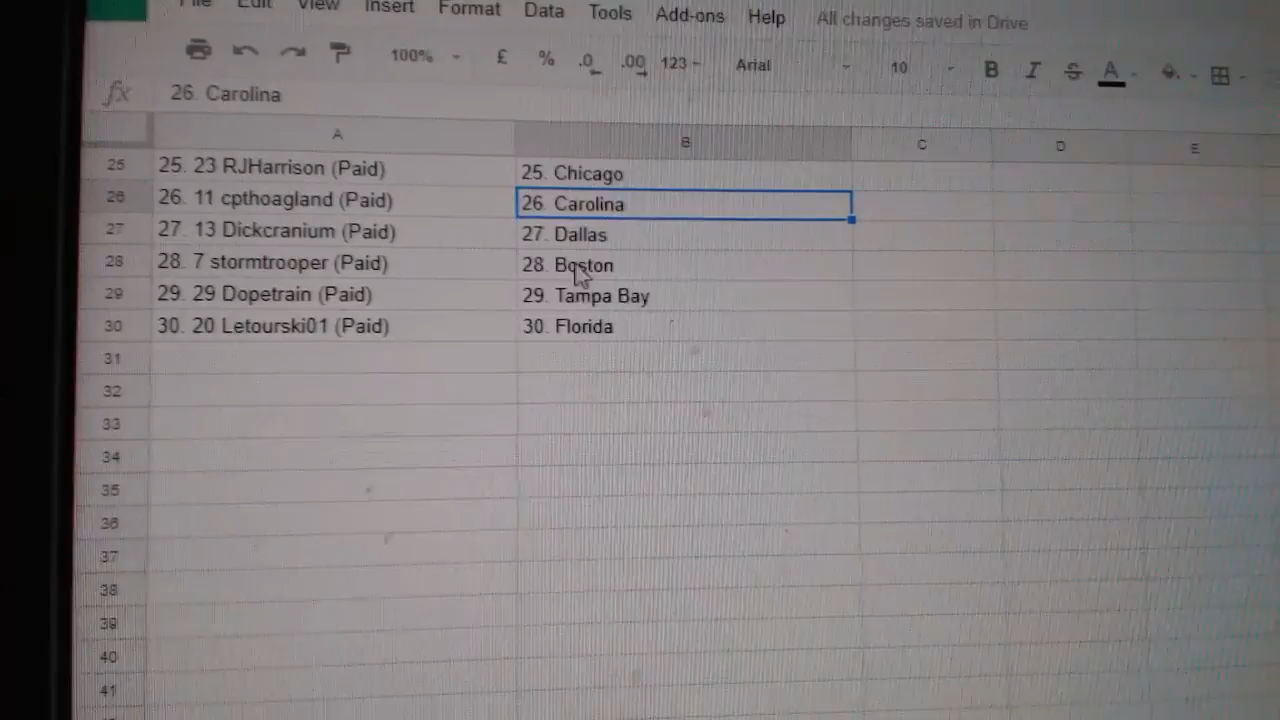 File Edit View Insert Format Data Tools Add-ons Help All changes saved in Drive
100% £ % .0 .00 123 Arial 10 B I S A
fx 26. Carolina
A B C D E
25 25. 23 RJHarrison (Paid) 25. Chicago
26 26. 11 cpthoagland (Paid) 26. Carolina
27 27. 13 Dickcranium (Paid) 27. Dallas
28 28. 7 stormtrooper (Paid) 28. Boston
29 29. 29 Dopetrain (Paid) 29. Tampa Bay
30 30. 20 Letourski01 (Paid) 30. Florida
31
32
33
34
35
36
37
38
39
40
41